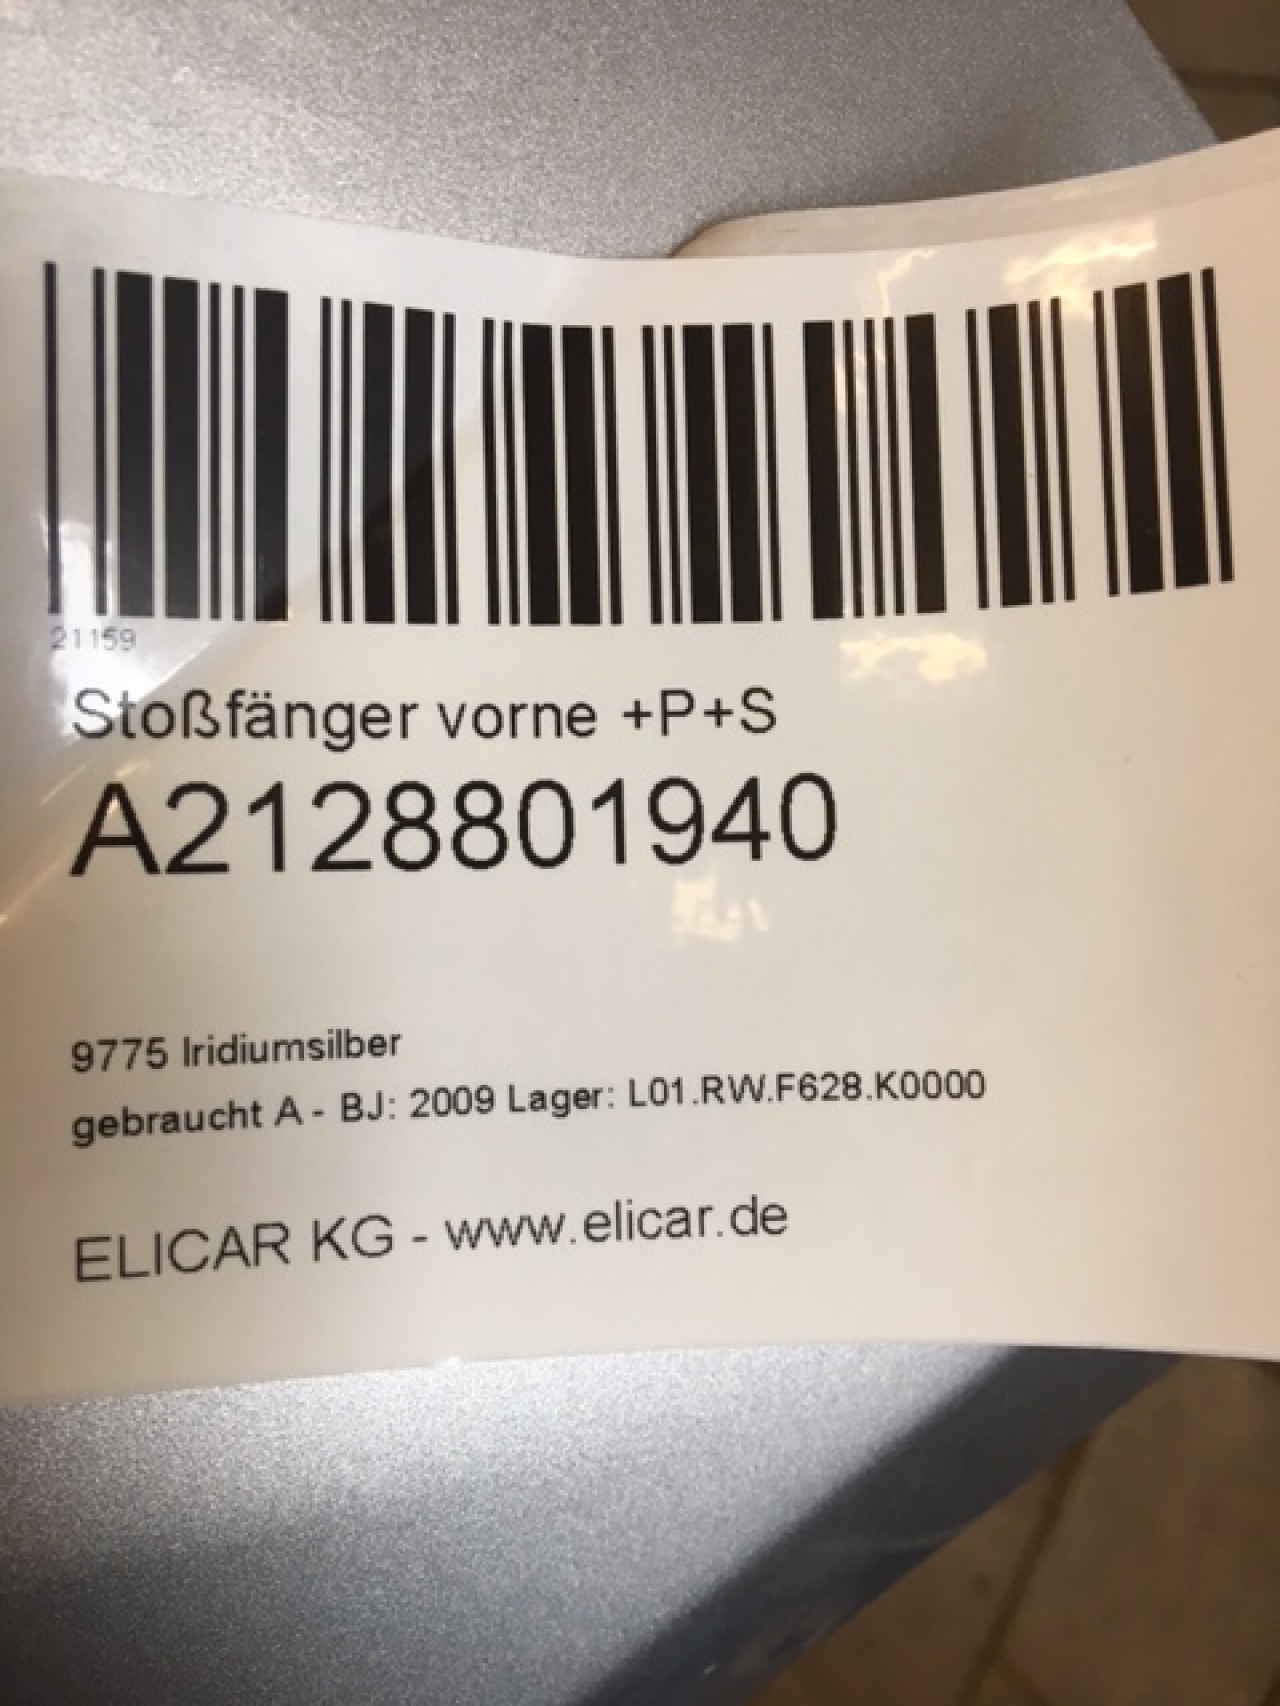 21159
Stoßfänger vorne +P+S
A2128801940
9775 Iridiumsilber
gebraucht A - BJ: 2009 Lager: L01.RW.F628.K0000
ELICAR KG - www.elicar.de